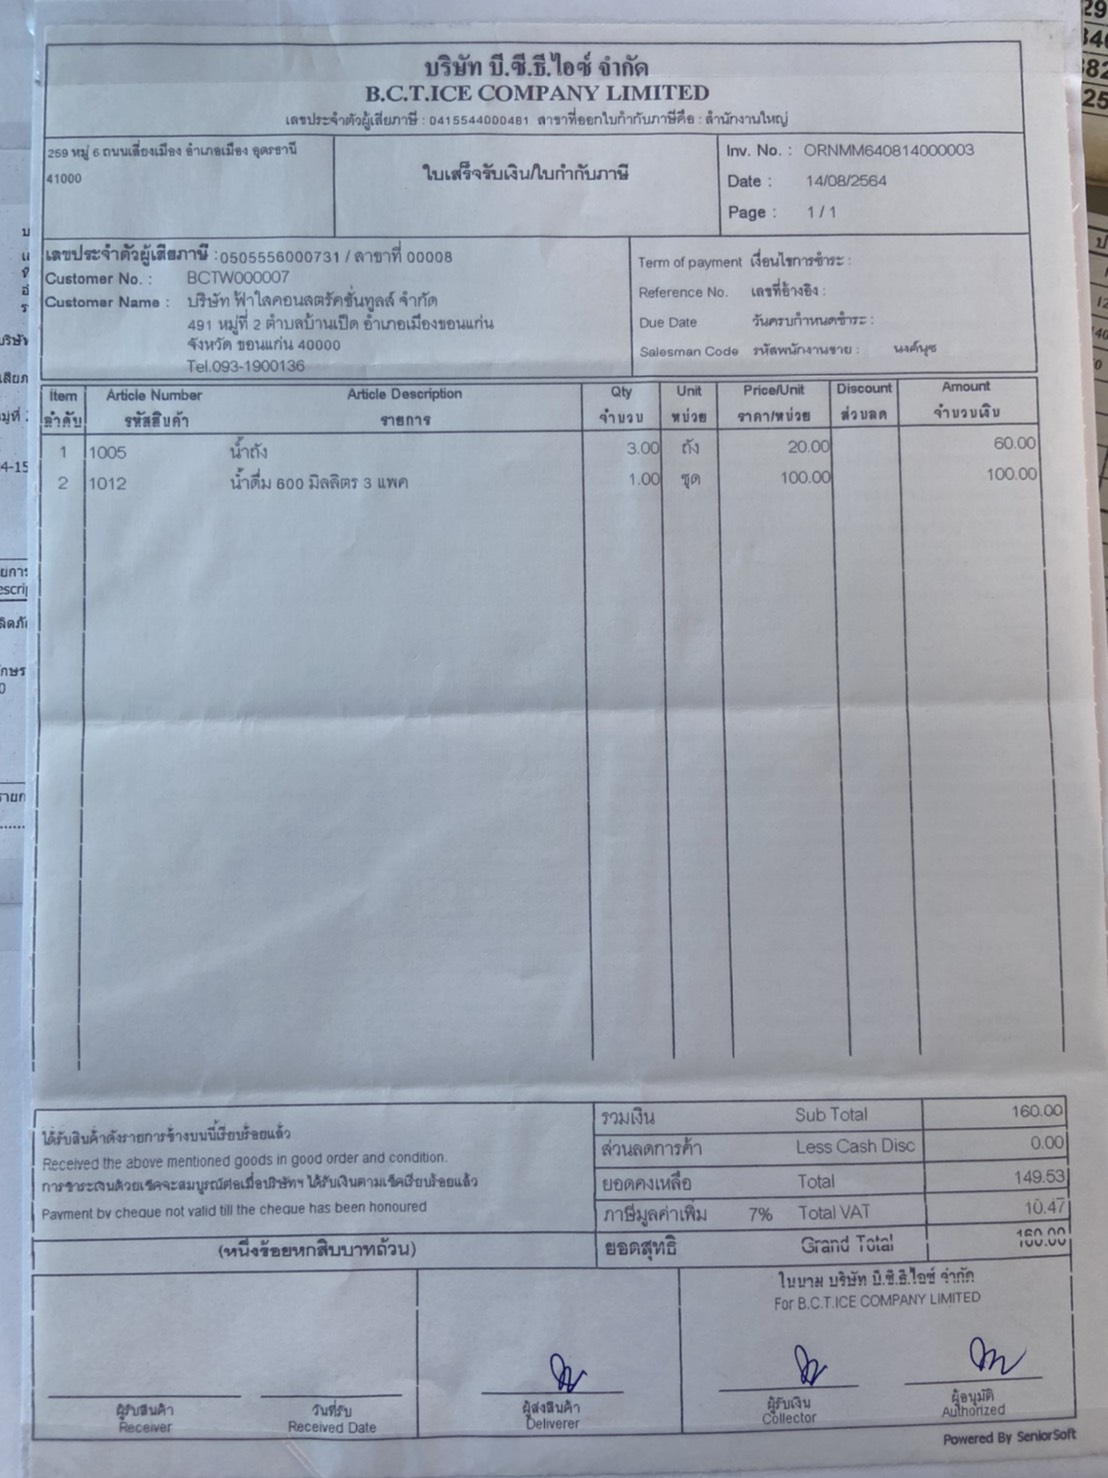 บริษัท บี.ซี.ธี.ไอซ์ จำกัด
B.C.T.ICE COMPANY LIMITED
เลขประจำตัวผู้เสียภาษี : 0415544000461 สาขาที่ออกใบกำกับภาษีคือ : สำนักงานใหญ่
259 หมู่ 6 ถนนเลี่ยงเมือง อำเภอเมือง อุดรธานี
41000
ใบเสร็จรับเงิน/ใบกำกับภาษี
Inv. No. : ORNMM640814000003
Date : 14/08/2564
Page : 1 / 1
เลขประจำตัวผู้เสียภาษี : 0505556000731 / สาขาที่ 00008
Customer No. : BCTW000007
Customer Name : บริษัท ฟ้าใสคอนสตรัคชั่นทูลส์ จำกัด
491 หมู่ที่ 2 ตำบลบ้านเป็ด อำเภอเมืองขอนแก่น
จังหวัด ขอนแก่น 40000
Tel.093-1900136
Term of payment เงื่อนไขการชำระ :
Reference No. เลขที่อ้างอิง :
Due Date วันครบกำหนดชำระ :
Salesman Code รหัสพนักงานขาย : นงค์นุช
Item Article Number Article Description Qty Unit Price/Unit Discount Amount
ลำดับ รหัสสินค้า รายการ จำนวน หน่วย ราคา/หน่วย ส่วนลด จำนวนเงิน
1 1005 น้ำถัง 3.00 ถัง 20.00 60.00
2 1012 น้ำดื่ม 600 มิลลิตร 3 แพค 1.00 ชุด 100.00 100.00
ได้รับสินค้าดังรายการข้างบนนี้เรียบร้อยแล้ว
Received the above mentioned goods in good order and condition.
การชำระเงินด้วยเช็คจะสมบูรณ์ต่อเมื่อบริษัทฯ ได้รับเงินตามเช็คเรียบร้อยแล้ว
Payment by cheque not valid till the cheque has been honoured
(หนึ่งร้อยหกสิบบาทถ้วน)
รวมเงิน Sub Total 160.00
ส่วนลดการค้า Less Cash Disc 0.00
ยอดคงเหลือ Total 149.53
ภาษีมูลค่าเพิ่ม 7% Total VAT 10.47
ยอดสุทธิ Grand Total 160.00
ในนาม บริษัท บี.ซี.ธี.ไอซ์ จำกัด
For B.C.T.ICE COMPANY LIMITED
ผู้รับสินค้า วันที่รับ ผู้ส่งสินค้า ผู้รับเงิน ผู้อนุมัติ
Receiver Received Date Deliverer Collector Authorized
Powered By SeniorSoft